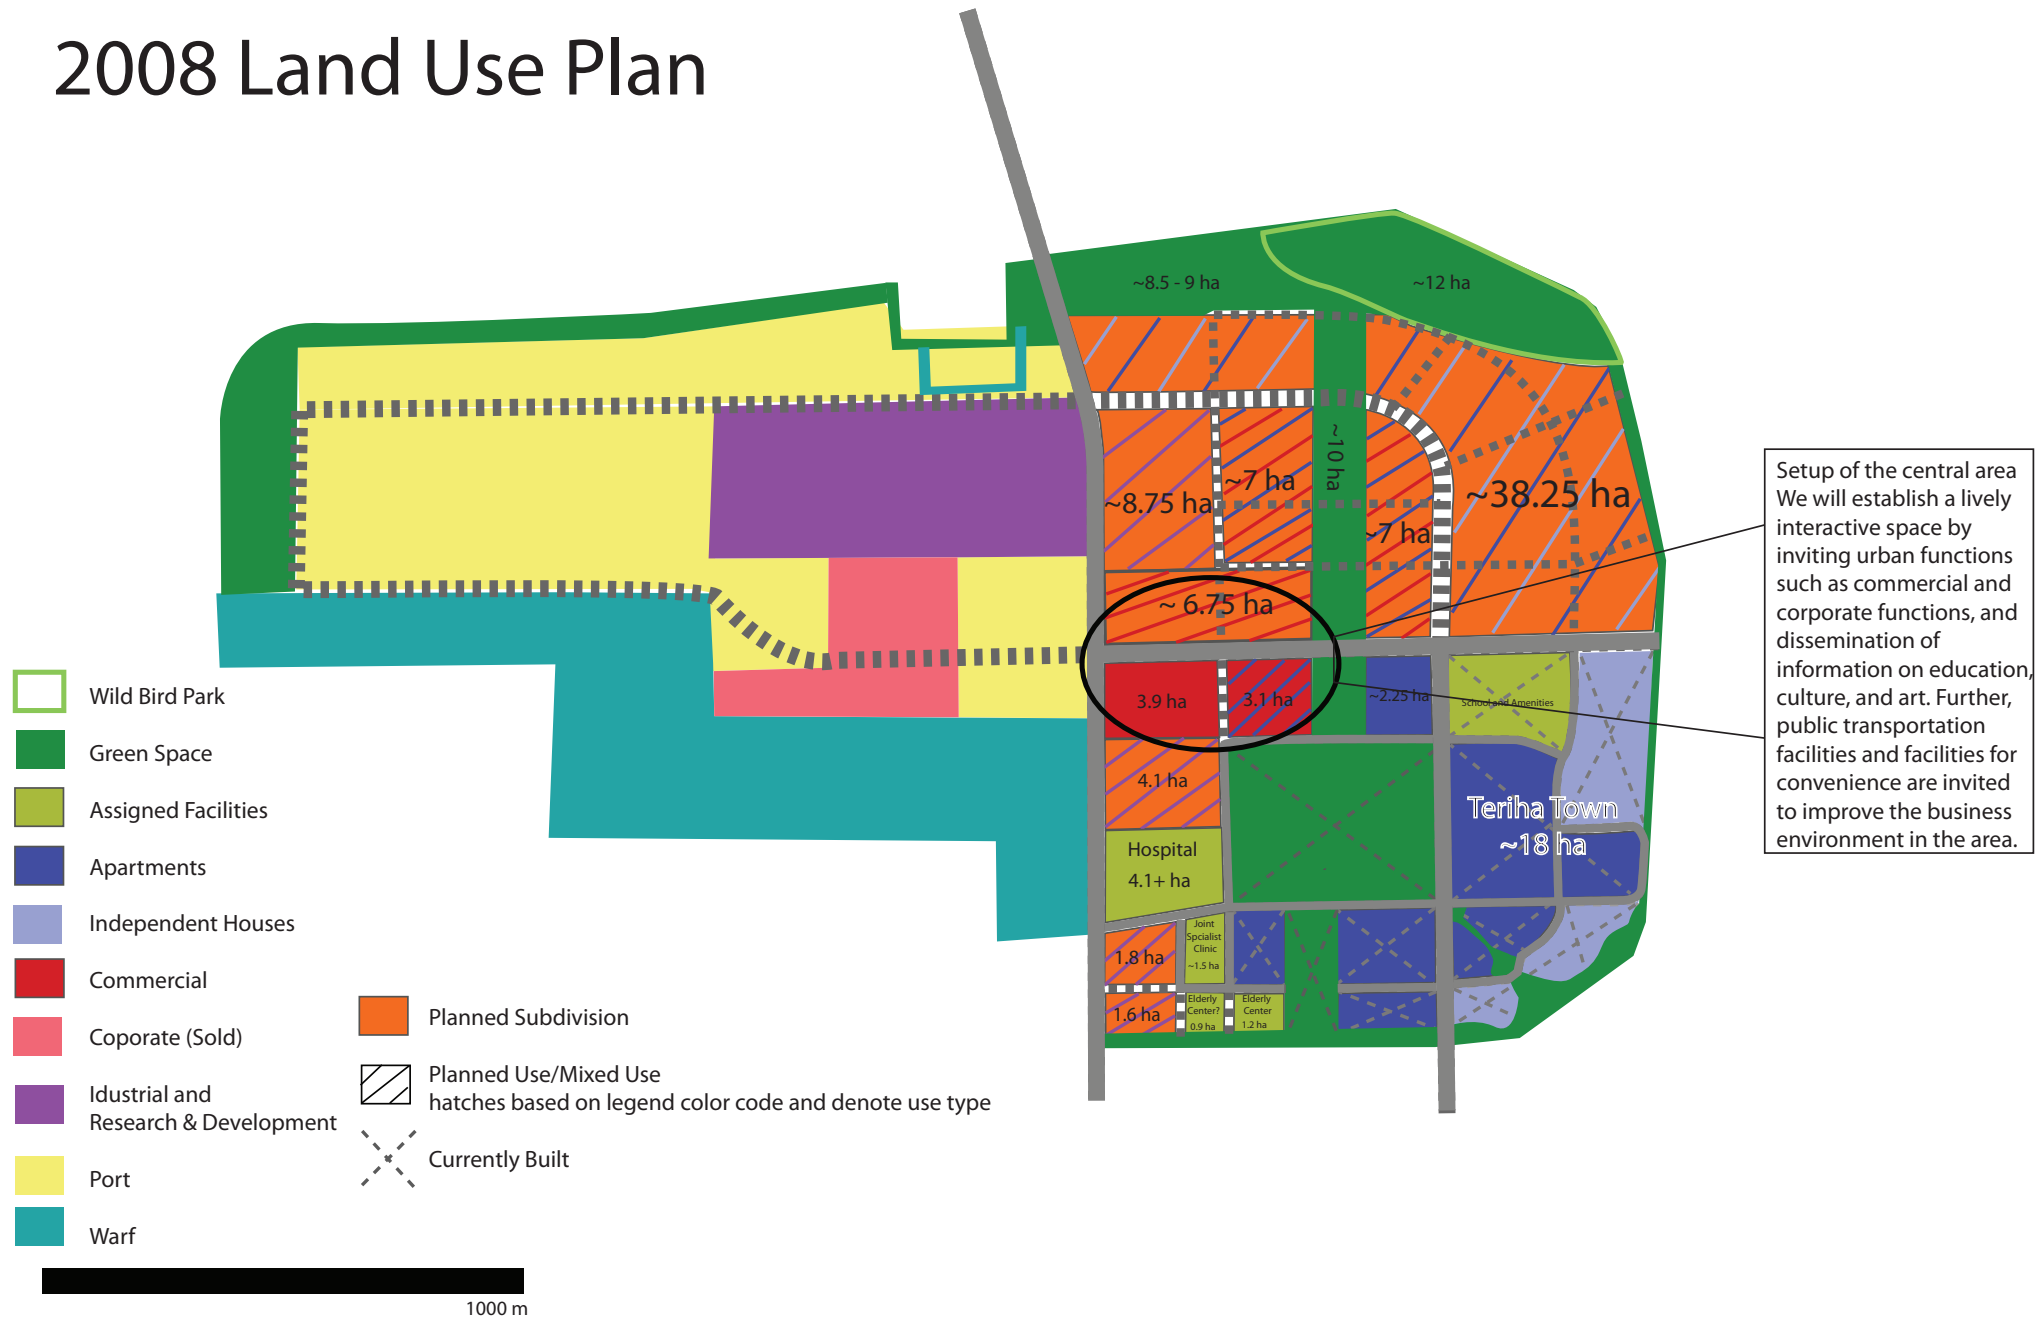 2008 Land Use Plan
~8.5 - 9 ha
~12 ha
~10 ha
~8.75 ha
~7 ha
~7 ha
~38.25 ha
~ 6.75 ha
3.9 ha
3.1 ha
~2.25 ha
School and Amenities
4.1 ha
Teriha Town
~18 ha
Hospital
4.1+ ha
1.8 ha
Joint
Spcialist
Clinic
~1.5 ha
1.6 ha
Elderly
Center?
0.9 ha
Elderly
Center
1.2 ha
Setup of the central area
We will establish a lively
interactive space by
inviting urban functions
such as commercial and
corporate functions, and
dissemination of
information on education,
culture, and art. Further,
public transportation
facilities and facilities for
convenience are invited
to improve the business
environment in the area.
Wild Bird Park
Green Space
Assigned Facilities
Apartments
Independent Houses
Commercial
Coporate (Sold)
Idustrial and
Research & Development
Port
Warf
Planned Subdivision
Planned Use/Mixed Use
hatches based on legend color code and denote use type
Currently Built
1000 m